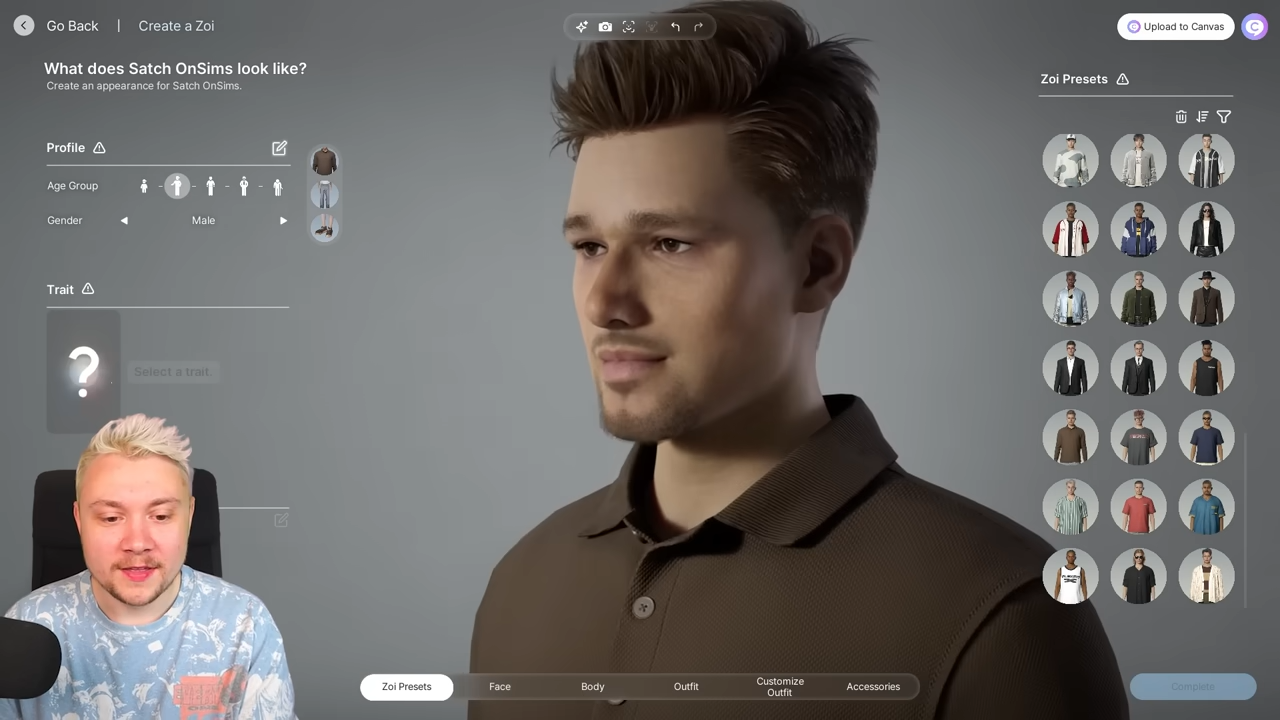 Go Back | Create a Zoi
Upload to Canvas
What does Satch OnSims look like?
Create an appearance for Satch OnSims.
Zoi Presets
Profile
Age Group
Gender
Male
Trait
Select a trait.
Zoi Presets
Face
Body
Outfit
Customize
Outfit
Accessories
Complete